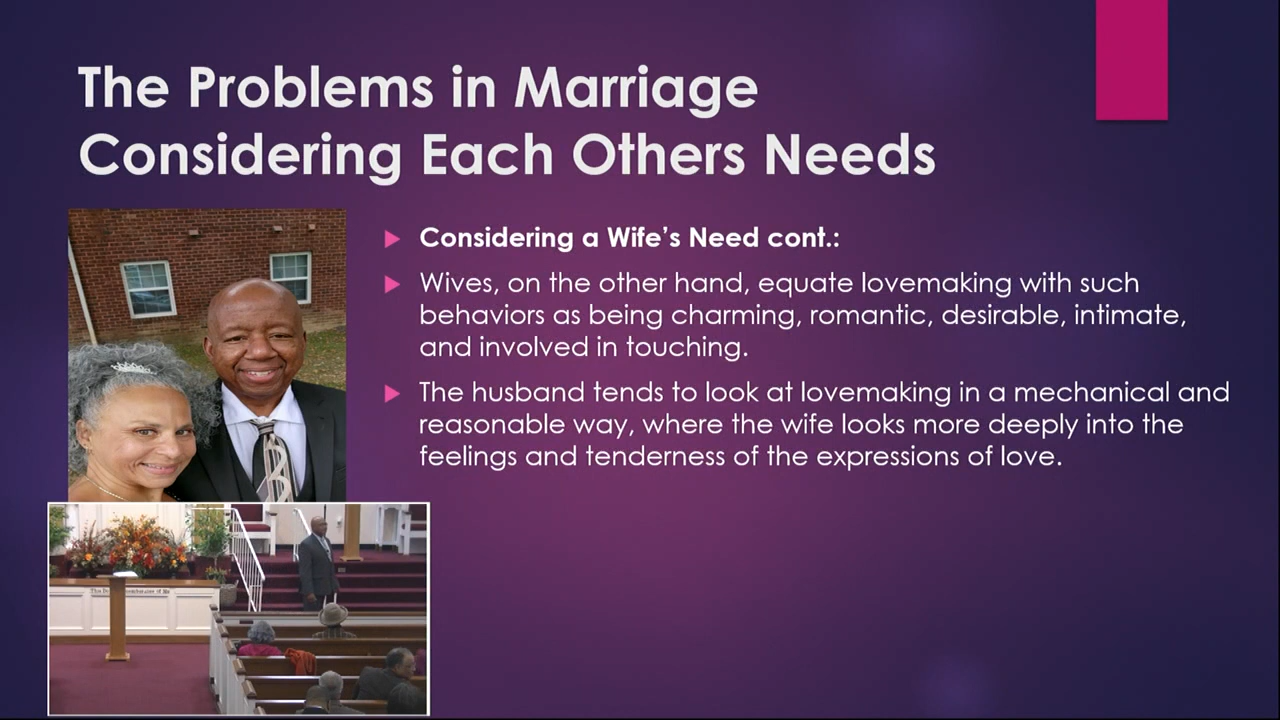 The Problems in Marriage
Considering Each Others Needs
Considering a Wife's Need cont.:
Wives, on the other hand, equate lovemaking with such
behaviors as being charming, romantic, desirable, intimate,
and involved in touching.
The husband tends to look at lovemaking in a mechanical and
reasonable way, where the wife looks more deeply into the
feelings and tenderness of the expressions of love.